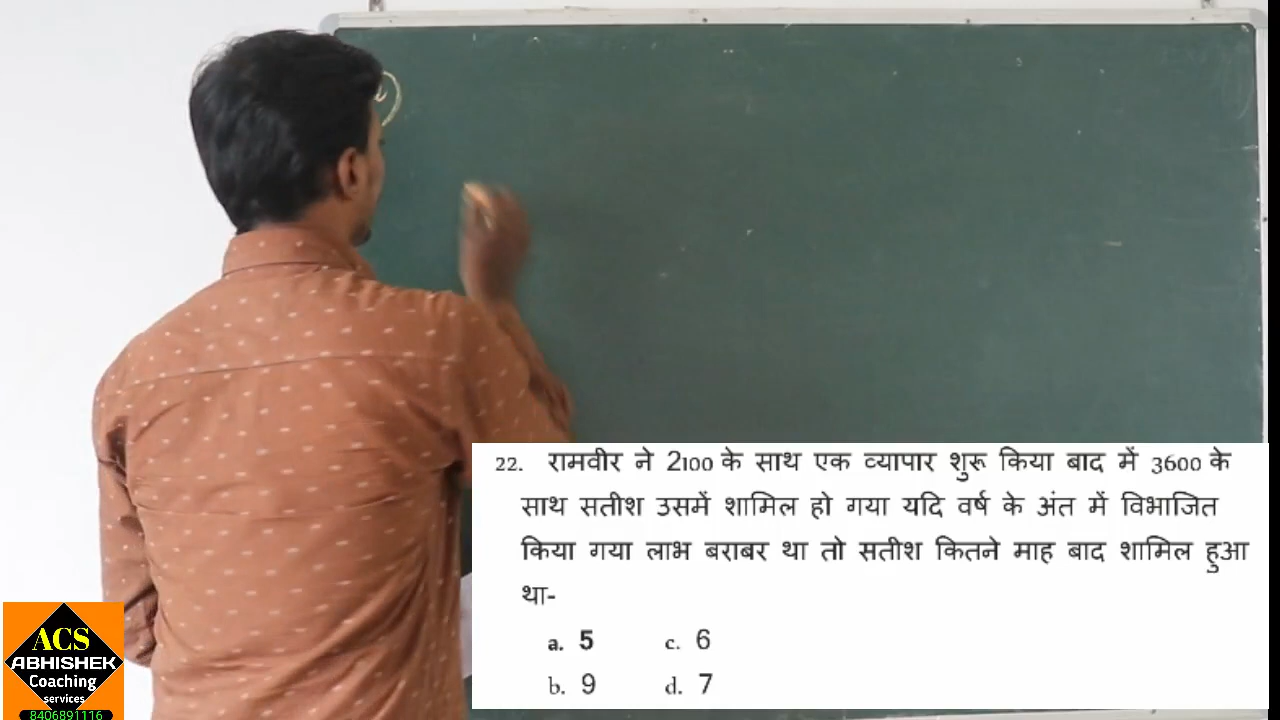 22. रामवीर ने 2100 के साथ एक व्यापार शुरू किया बाद में 3600 के
साथ सतीश उसमें शामिल हो गया यदि वर्ष के अंत में विभाजित
किया गया लाभ बराबर था तो सतीश कितने माह बाद शामिल हुआ
था-
a. 5 c. 6
b. 9 d. 7
ACS
ABHISHEK
Coaching
services
8406891116